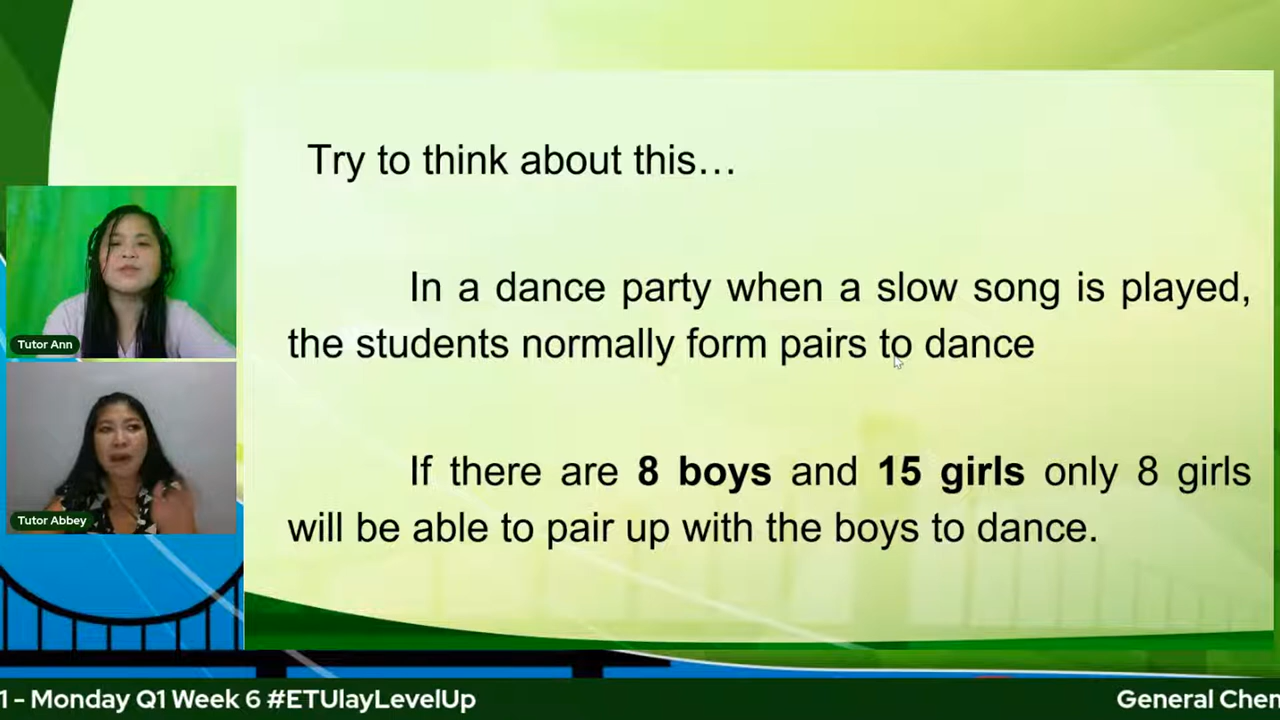 Try to think about this…
In a dance party when a slow song is played,
the students normally form pairs to dance
If there are 8 boys and 15 girls only 8 girls
will be able to pair up with the boys to dance.
Tutor Ann
Tutor Abbey
1 - Monday Q1 Week 6 #ETUlayLevelUp
General Chem